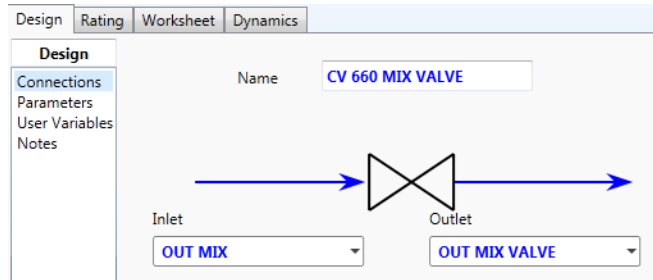 Design Rating Worksheet Dynamics
Design
Connections
Parameters
User Variables
Notes
Name CV 660 MIX VALVE
Inlet Outlet
OUT MIX OUT MIX VALVE